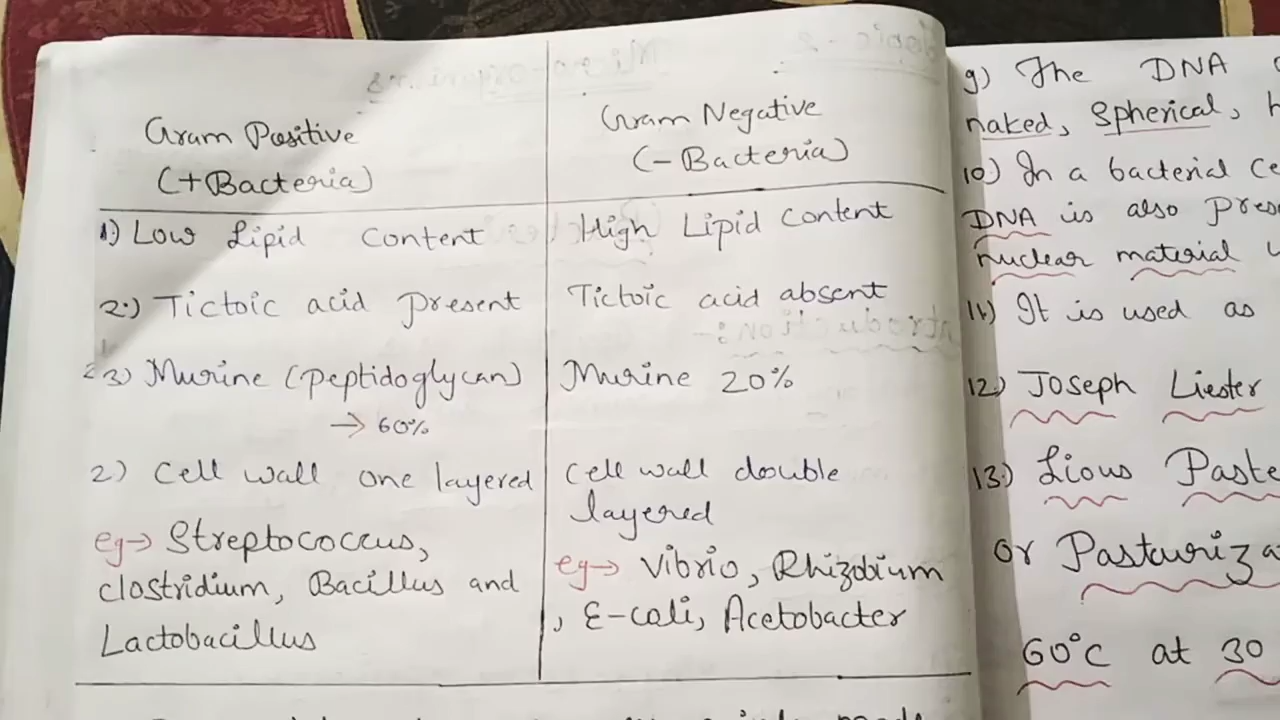 Gram Positive
(+Bacteria)
Gram Negative
(-Bacteria)
1) Low Lipid content
High Lipid content
2.) Tictoic acid present
Tictoic acid absent
3) Murine (peptidoglycan)
→ 60%
Murine 20%
2) Cell wall one layered
Cell wall double
layered
eg→ Streptococcus,
clostridium, Bacillus and
Lactobacillus
eg→ Vibrio, Rhizobium
, E-coli, Acetobacter
9) The DNA
naked, Spherical,
10) In a bacterial
DNA is also
nuclear material
11) It is used as
12) Joseph Liester
13.) Lious
or
60°C at 30